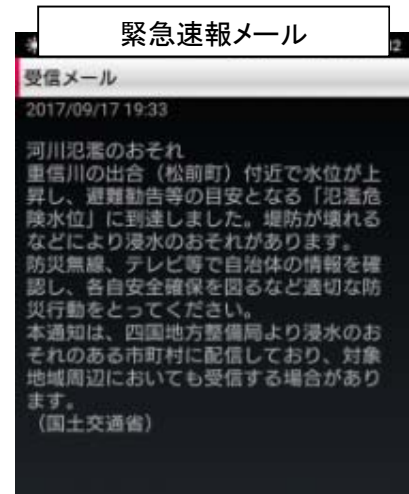 緊急速報メール
12
受信メール
2017/09/17 19:33
河川氾濫のおそれ
重信川の出合（松前町）付近で水位が上
昇し、避難勧告等の目安となる「氾濫危
険水位」に到達しました。堤防が壊れる
などにより浸水のおそれがあります。
防災無線、テレビ等で自治体の情報を確
認し、各自安全確保を図るなど適切な防
災行動をとってください。
本通知は、四国地方整備局より浸水のお
それのある市町村に配信しており、対象
地域周辺においても受信する場合があり
ます。
（国土交通省）